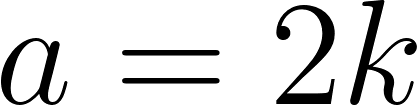 a = 2k